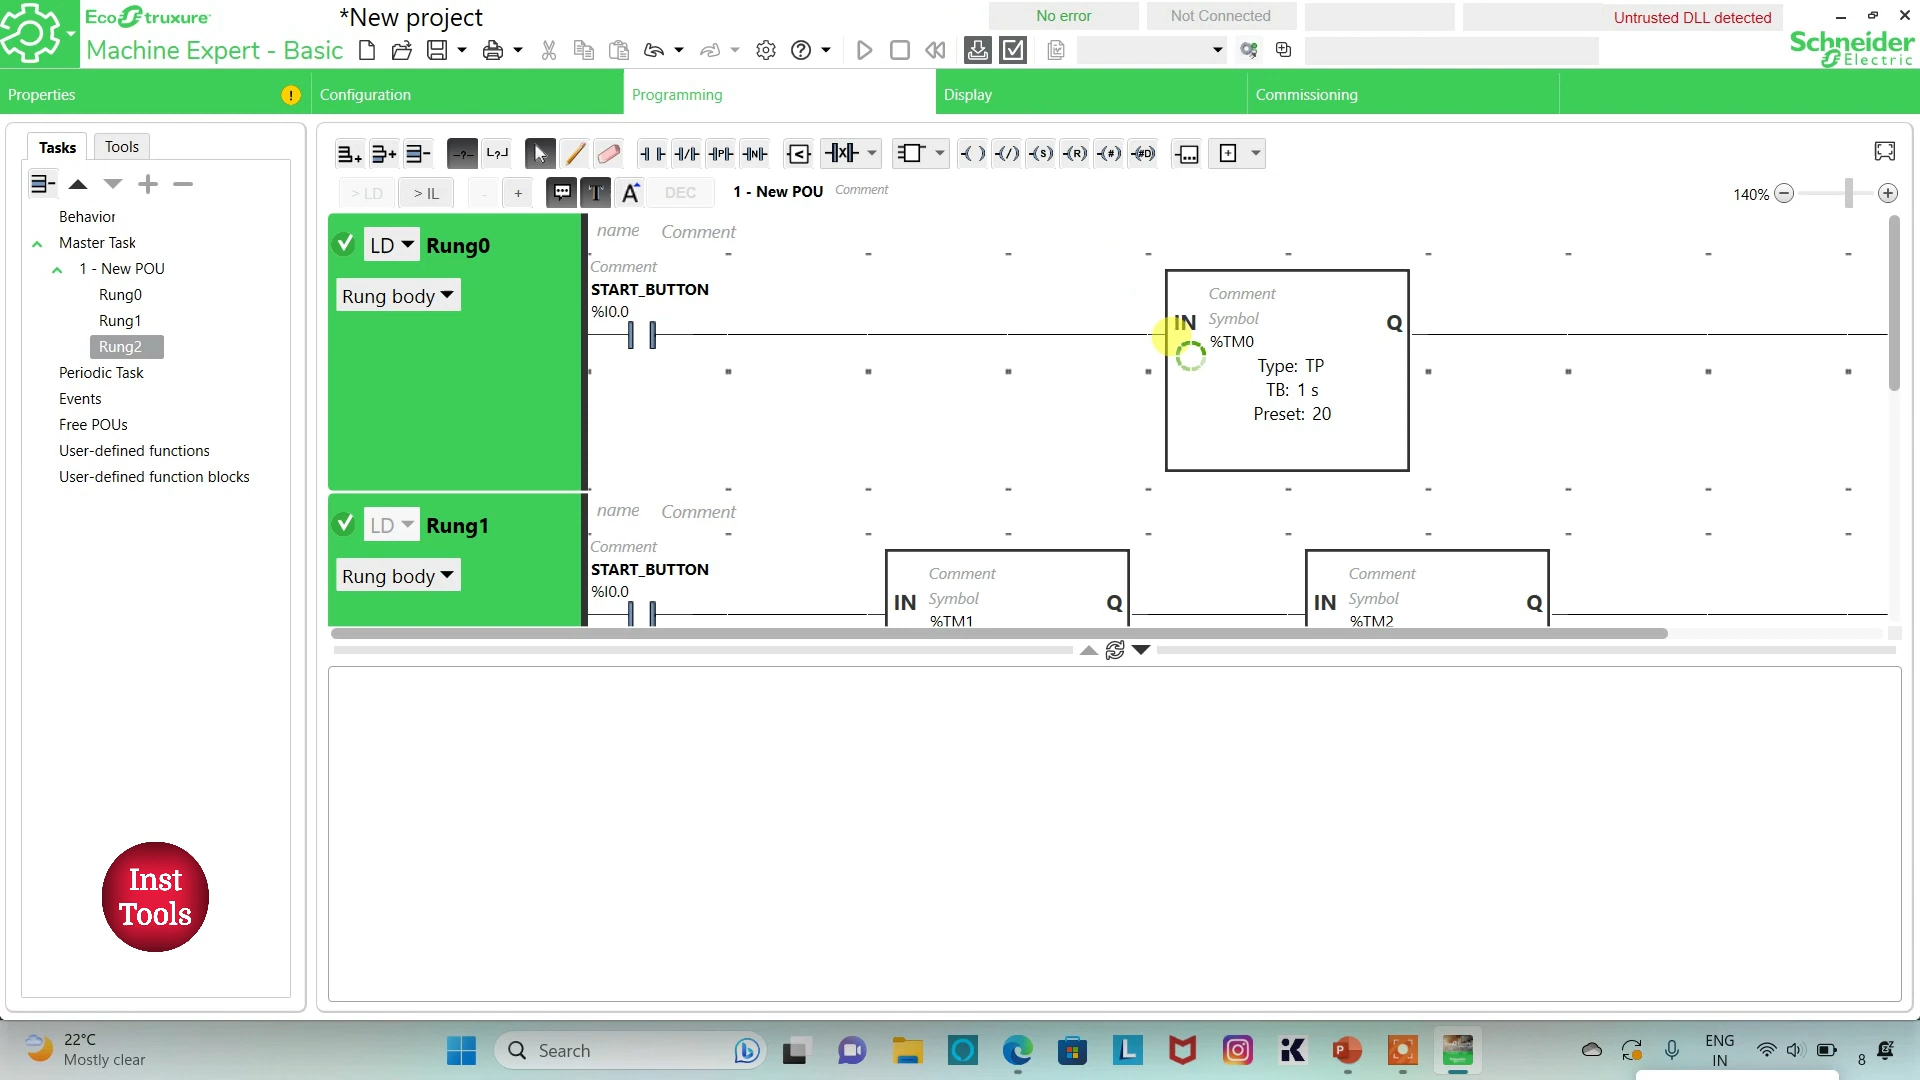 EcoStruxure
Machine Expert - Basic
*New project
No error
Not Connected
Untrusted DLL detected
Schneider
Electric
Properties
Configuration
Programming
Display
Commissioning
Tasks
Tools
Behavior
Master Task
1 - New POU
Rung0
Rung1
Rung2
Periodic Task
Events
Free POUs
User-defined functions
User-defined function blocks
> LD
> IL
-
+
T
A
DEC
1 - New POU
Comment
140%
LD
Rung0
Rung body
name
Comment
Comment
START_BUTTON
%I0.0
Comment
IN
Symbol
Q
%TM0
Type: TP
TB: 1 s
Preset: 20
LD
Rung1
Rung body
name
Comment
Comment
START_BUTTON
%I0.0
Comment
IN
Symbol
Q
%TM1
Comment
IN
Symbol
Q
%TM2
Inst
Tools
22°C
Mostly clear
Search
ENG
IN
8